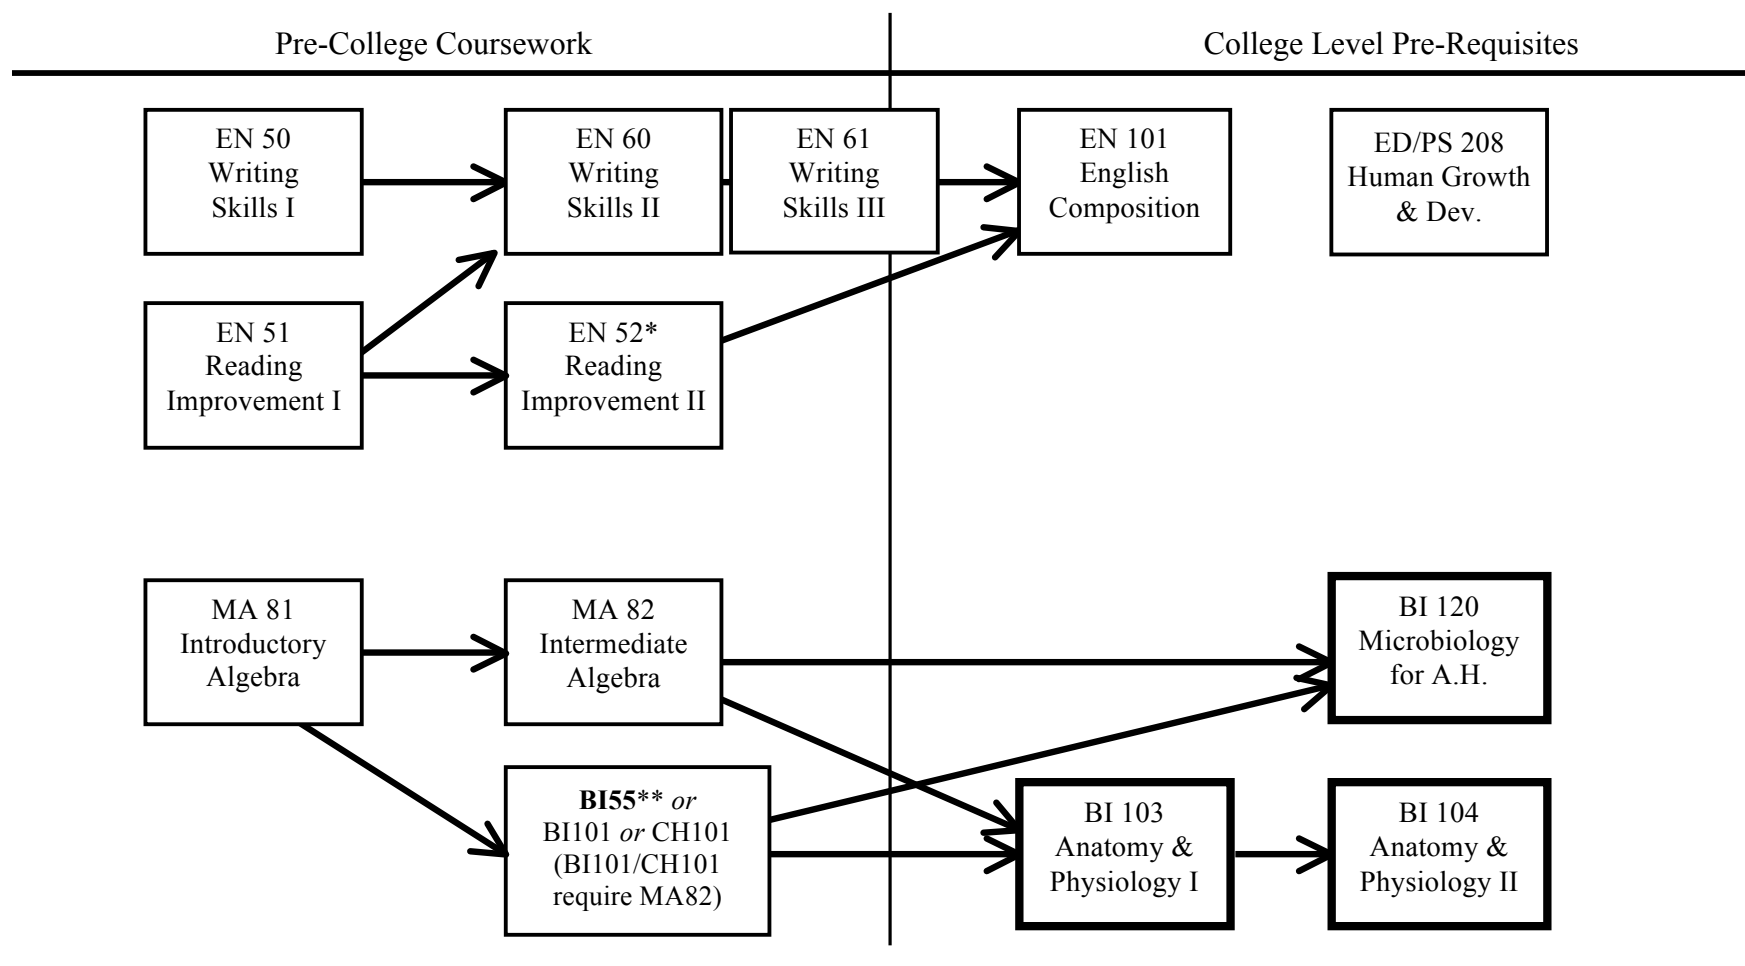 Pre-College Coursework
College Level Pre-Requisites
EN 50
Writing
Skills I
EN 60
Writing
Skills II
EN 61
Writing
Skills III
EN 101
English
Composition
ED/PS 208
Human Growth
& Dev.
EN 51
Reading
Improvement I
EN 52*
Reading
Improvement II
MA 81
Introductory
Algebra
MA 82
Intermediate
Algebra
BI 120
Microbiology
for A.H.
BI55** or
BI101 or CH101
(BI101/CH101
require MA82)
BI 103
Anatomy &
Physiology I
BI 104
Anatomy &
Physiology II